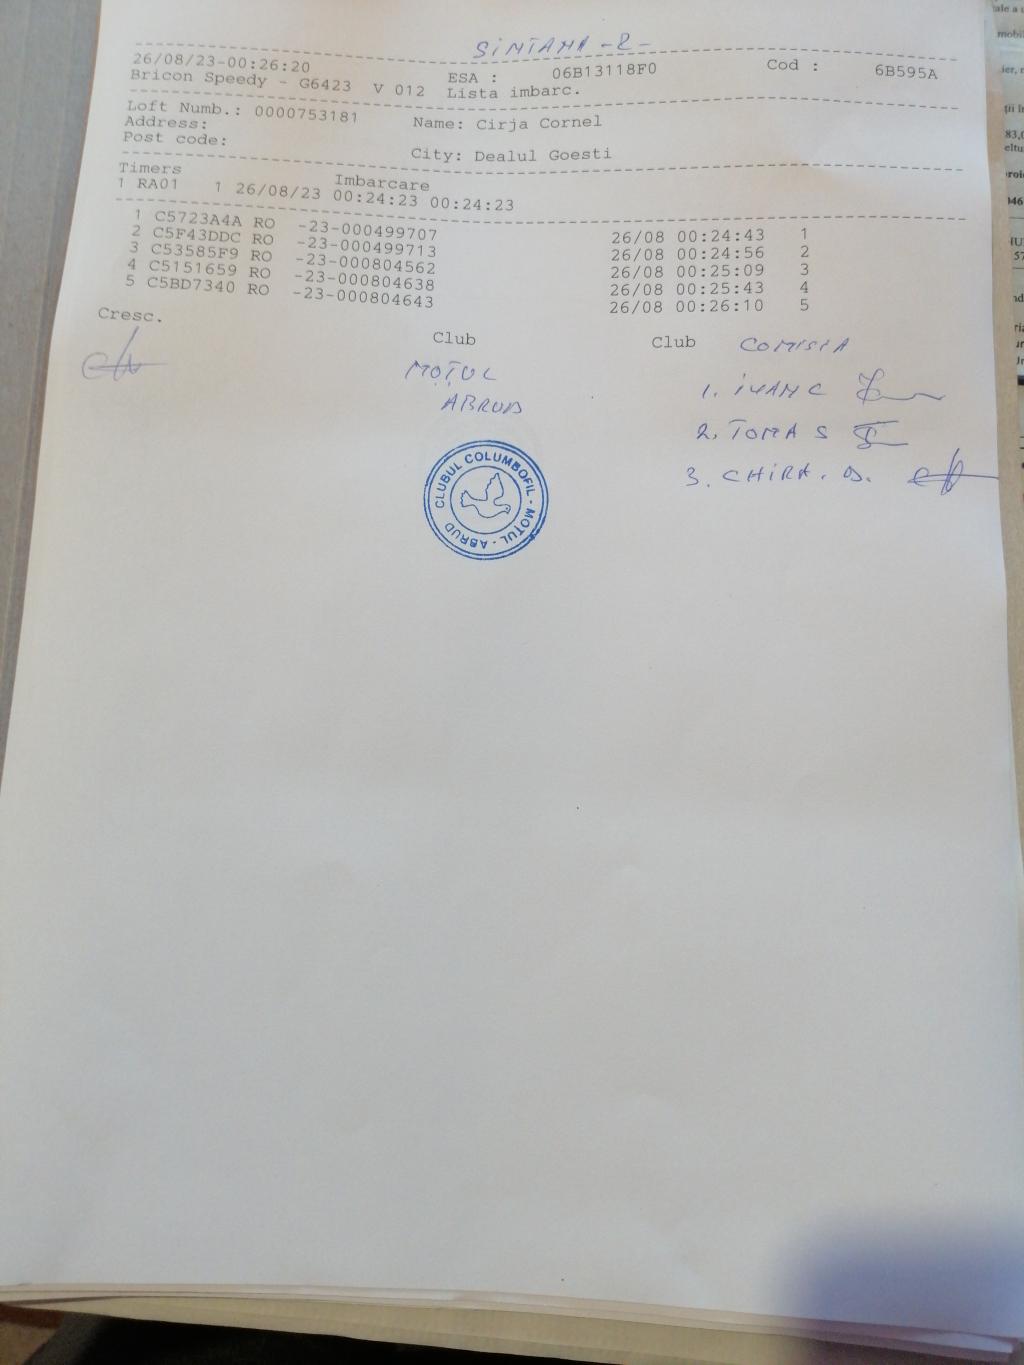 SINTANA -2-
26/08/23-00:26:20 ESA : 06B13118F0 Cod : 6B595A
Bricon Speedy - G6423 V 012 Lista imbarc.
Loft Numb.: 0000753181 Name: Cirja Cornel
Address:
Post code: City: Dealul Goesti
Timers Imbarcare
1 RA01 1 26/08/23 00:24:23 00:24:23
1 C5723A4A RO -23-000499707 26/08 00:24:43 1
2 C5F43DDC RO -23-000499713 26/08 00:24:56 2
3 C53585F9 RO -23-000804562 26/08 00:25:09 3
4 C5151659 RO -23-000804638 26/08 00:25:43 4
5 C5BD7340 RO -23-000804643 26/08 00:26:10 5
Cresc. Club Club COMISIA
MOȚUL
ABRUD
1. IVAN C
2. TOMA S
3. CHIRA. D.
CLUBUL COLUMBOFIL - MOȚUL - ABRUD